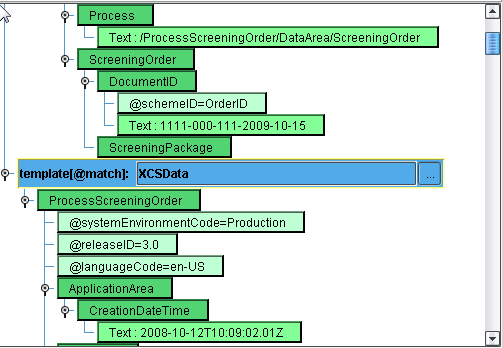 Process
Text : /ProcessScreeningOrder/DataArea/ScreeningOrder
ScreeningOrder
DocumentID
@schemeID=OrderID
Text : 1111-000-111-2009-10-15
ScreeningPackage
template[@match]: XCSData ...
ProcessScreeningOrder
@systemEnvironmentCode=Production
@releaseID=3.0
@languageCode=en-US
ApplicationArea
CreationDateTime
Text : 2008-10-12T10:09:02.01Z